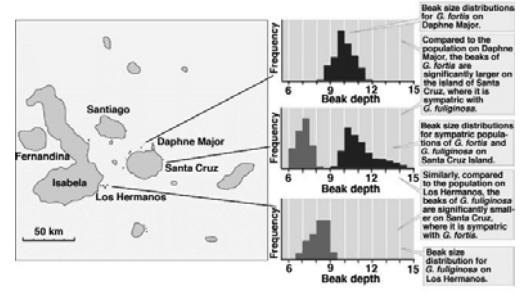 Santiago
Daphne Major
Fernandina
Santa Cruz
Isabela
Los Hermanos
50 km
Frequency
6 9 12 15
Beak depth
Frequency
6 9 12 15
Beak depth
Frequency
6 9 12 15
Beak depth
Beak size distributions
for G. fortis on
Daphne Major.
Compared to the
population on Daphne
Major, the beaks of
G. fortis are
significantly larger on
the island of Santa
Cruz, where it is
sympatric with
G. fuliginosa.
Beak size distributions
for sympatric popula-
tions of G. fortis and
G. fuliginosa on
Santa Cruz Island.
Similarly, compared to
the population on Los
Hermanos, the beaks
of G. fuliginosa
are significantly small-
er on Santa Cruz,
where it is sympatric
with G. fortis.
Beak size
distribution for
G. fuliginosa on
Los Hermanos.